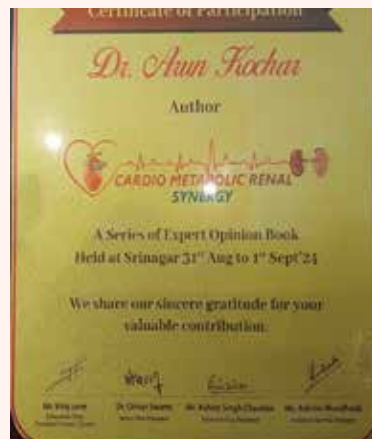 Certificate of Participation
Dr. Arun Kochar
Author
CARDIO METABOLIC RENAL
SYNERGY
A Series of Expert Opinion Book
Held at Srinagar 31st Aug to 1st Sept'24
We share our sincere gratitude for your
valuable contribution.